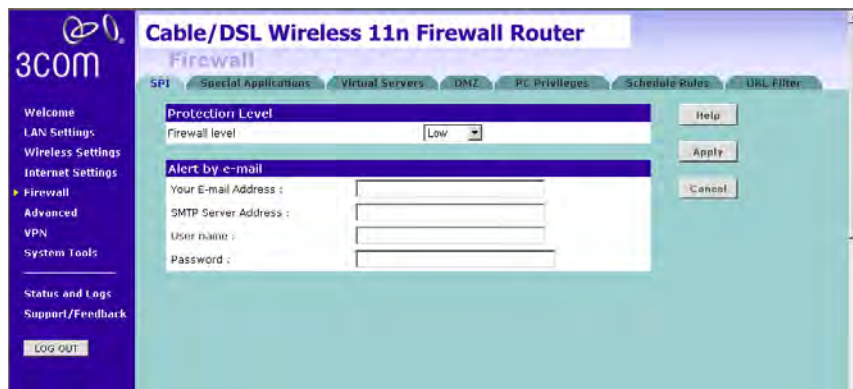 3COM
Cable/DSL Wireless 11n Firewall Router
Firewall
SPI Special Applications Virtual Servers DMZ PC Privileges Schedule Rules URL Filter
Welcome
LAN Settings
Wireless Settings
Internet Settings
Firewall
Advanced
VPN
System Tools
Status and Logs
Support/Feedback
LOG OUT
Protection Level
Firewall level Low
Alert by e-mail
Your E-mail Address :
SMTP Server Address :
User name :
Password :
Help
Apply
Cancel